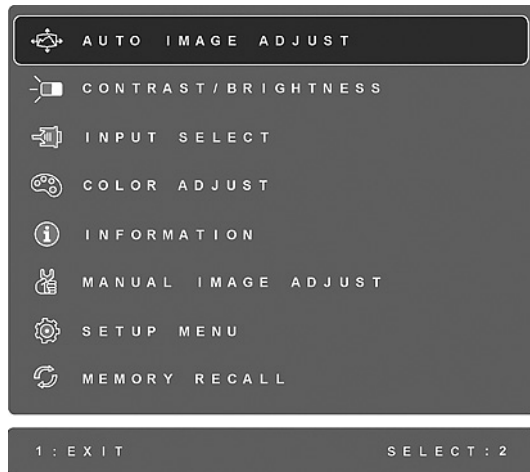 AUTO IMAGE ADJUST
CONTRAST/BRIGHTNESS
INPUT SELECT
COLOR ADJUST
INFORMATION
MANUAL IMAGE ADJUST
SETUP MENU
MEMORY RECALL
1:EXIT SELECT:2